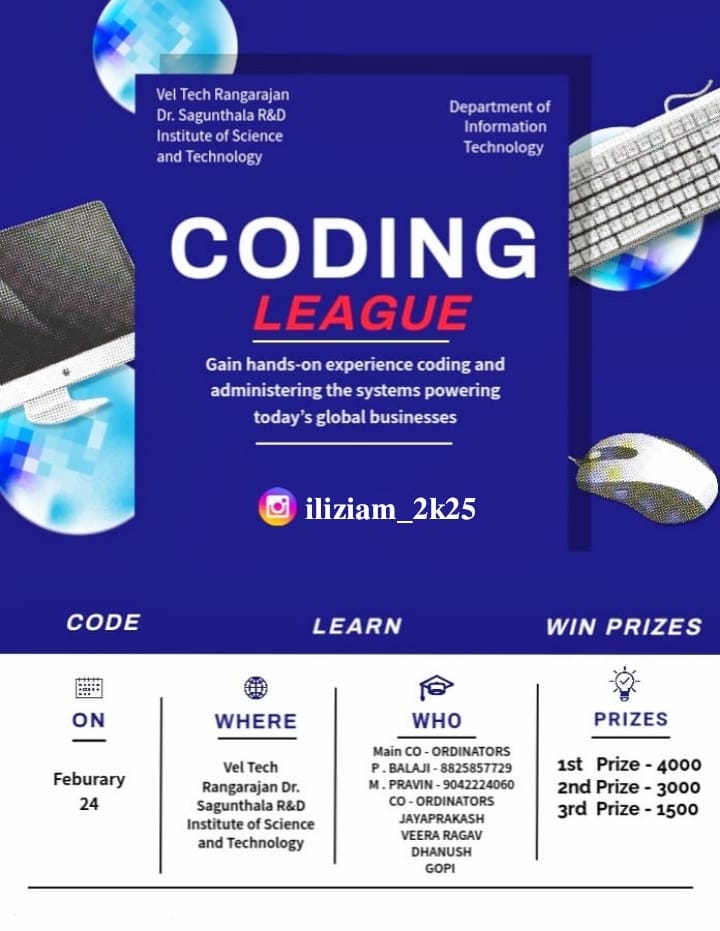 Vel Tech Rangarajan
Dr. Sagunthala R&D
Institute of Science
and Technology
Department of
Information
Technology
CODING
LEAGUE
Gain hands-on experience coding and
administering the systems powering
today's global businesses
iliziam_2k25
CODE
LEARN
WIN PRIZES
ON
Feburary
24
WHERE
Vel Tech
Rangarajan Dr.
Sagunthala R&D
Institute of Science
and Technology
WHO
Main CO - ORDINATORS
P . BALAJI - 8825857729
M . PRAVIN - 9042224060
CO - ORDINATORS
JAYAPRAKASH
VEERA RAGAV
DHANUSH
GOPI
PRIZES
1st Prize - 4000
2nd Prize - 3000
3rd Prize - 1500